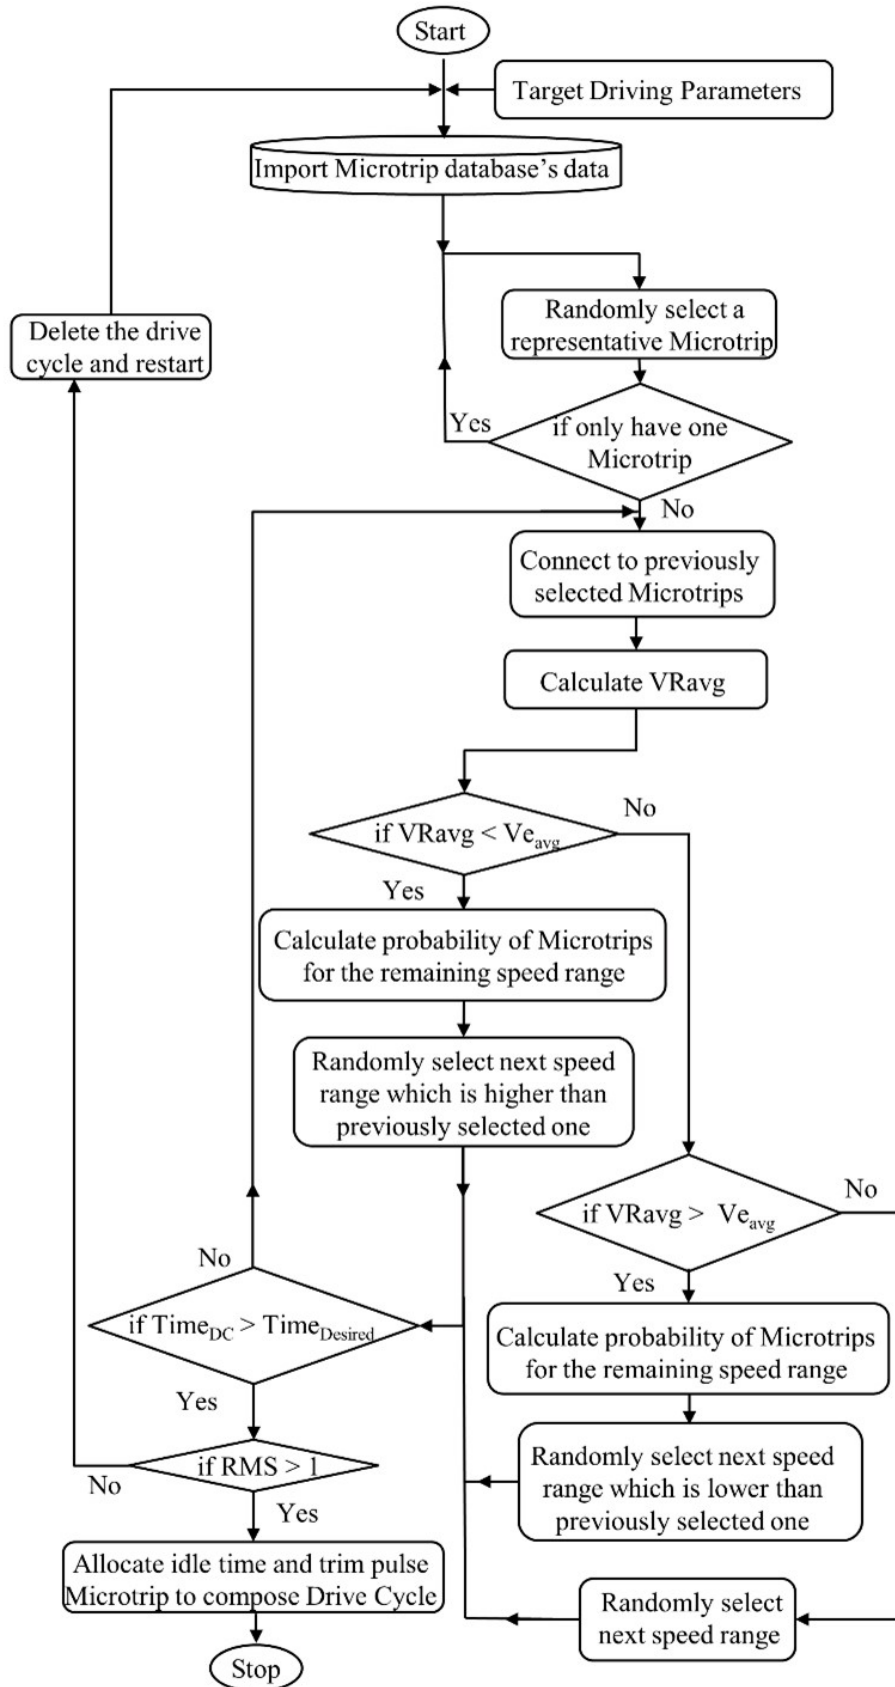 Start
Target Driving Parameters
Import Microtrip database's data
Randomly select a
representative Microtrip
Delete the drive
cycle and restart
Yes
if only have one
Microtrip
No
Connect to previously
selected Microtrips
Calculate VRavg
No
if VRavg < Veavg
Yes
Calculate probability of Microtrips
for the remaining speed range
Randomly select next speed
range which is higher than
previously selected one
No
if VRavg > Veavg
No
Yes
if TimeDC > TimeDesired
Calculate probability of Microtrips
for the remaining speed range
Yes
Randomly select next speed
range which is lower than
previously selected one
if RMS > 1
No
Yes
Allocate idle time and trim pulse
Microtrip to compose Drive Cycle
Randomly select
next speed range
Stop